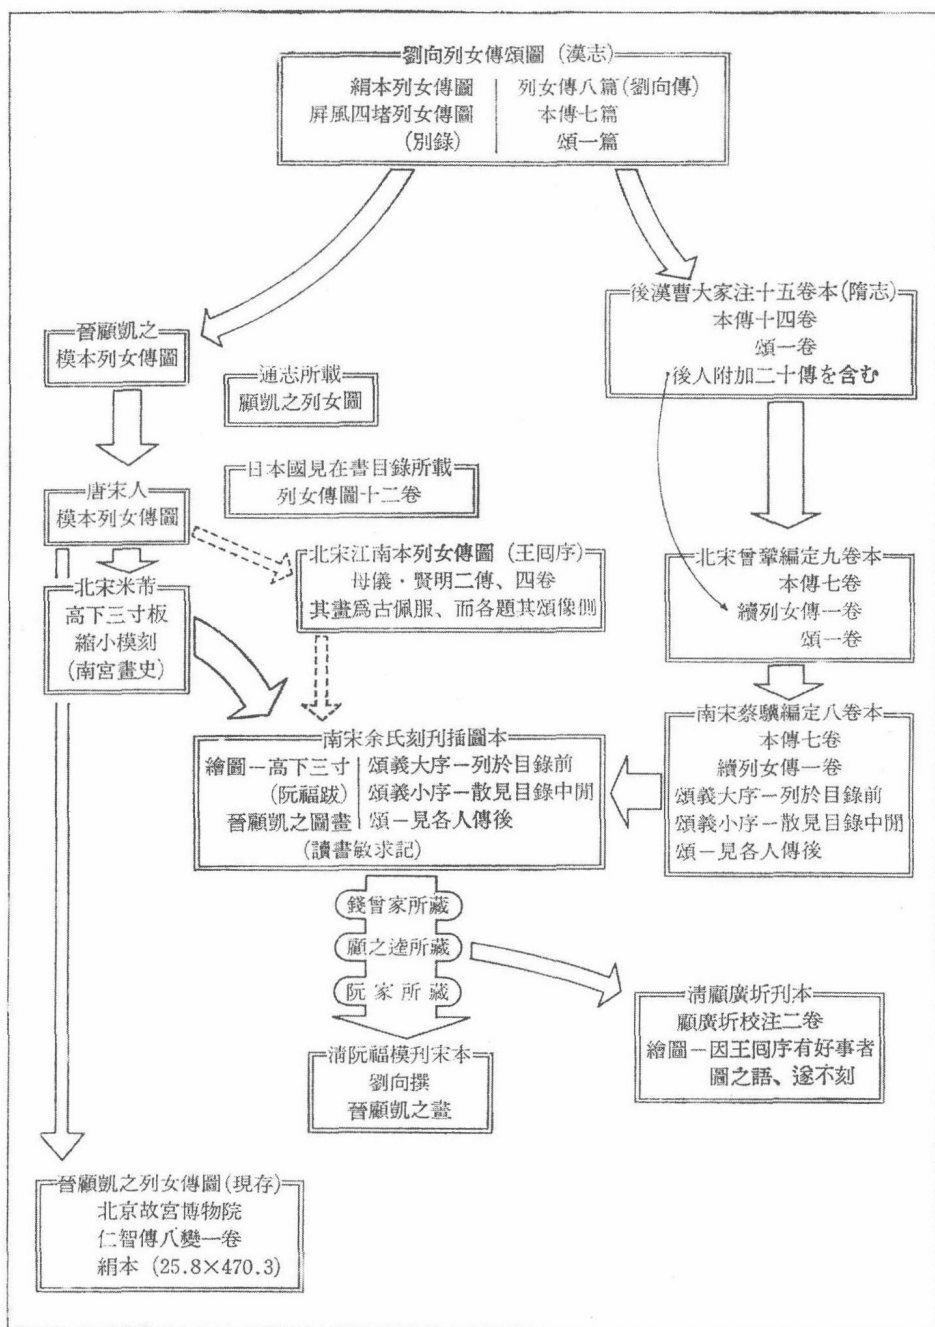 劉向列女傳頌圖（漢志）
絹本列女傳圖
屏風四堵列女傳圖
(別錄)
列女傳八篇(劉向傳)
本傳七篇
頌一篇
後漢曹大家注十五卷本(隋志)
本傳十四卷
頌一卷
後人附加二十傳を含む
晉顧凱之
模本列女傳圖
通志所載
顧凱之列女圖
日本國見在書目錄所載
列女傳圖十二卷
唐宋人
模本列女傳圖
北宋江南本列女傳圖（王回序）
母儀・賢明二傳、四卷
其畫爲古佩服、而各題其頌像側
北宋曾鞏編定九卷本
本傳七卷
續列女傳一卷
頌一卷
北宋米芾
高下三寸板
縮小模刻
(南宮畫史)
南宋蔡驥編定八卷本
本傳七卷
續列女傳一卷
頌義大序－列於目錄前
頌義小序－散見目錄中閒
頌－見各人傳後
南宋余氏刻刊插圖本
繪圖－高下三寸
(阮福跋)
晉顧凱之圖畫
頌義大序－列於目錄前
頌義小序－散見目錄中閒
頌－見各人傳後
(讀書敏求記)
錢曾家所藏
顧之逵所藏
阮家所藏
淸顧廣圻刊本
顧廣圻校注二卷
繪圖－因王回序有好事者
圖之語、遂不刻
淸阮福模刊宋本
劉向撰
晉顧凱之畫
晉顧凱之列女傳圖(現存)
北京故宮博物院
仁智傳八變一卷
絹本 (25.8×470.3)